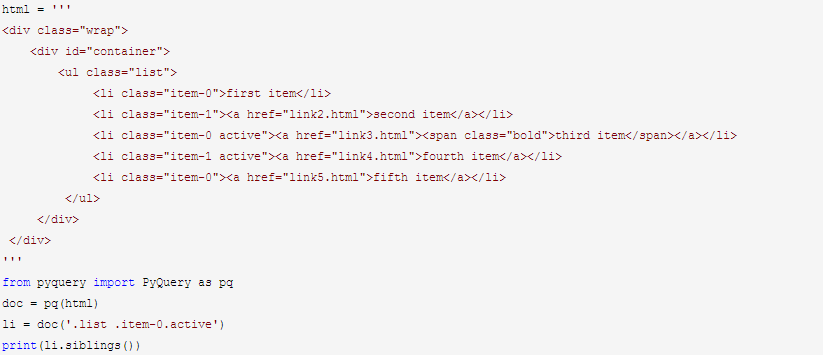 html = '''
<div class="wrap">
    <div id="container">
        <ul class="list">
             <li class="item-0">first item</li>
             <li class="item-1"><a href="link2.html">second item</a></li>
             <li class="item-0 active"><a href="link3.html"><span class="bold">third item</span></a></li>
             <li class="item-1 active"><a href="link4.html">fourth item</a></li>
             <li class="item-0"><a href="link5.html">fifth item</a></li>
         </ul>
     </div>
 </div>
'''
from pyquery import PyQuery as pq
doc = pq(html)
li = doc('.list .item-0.active')
print(li.siblings())